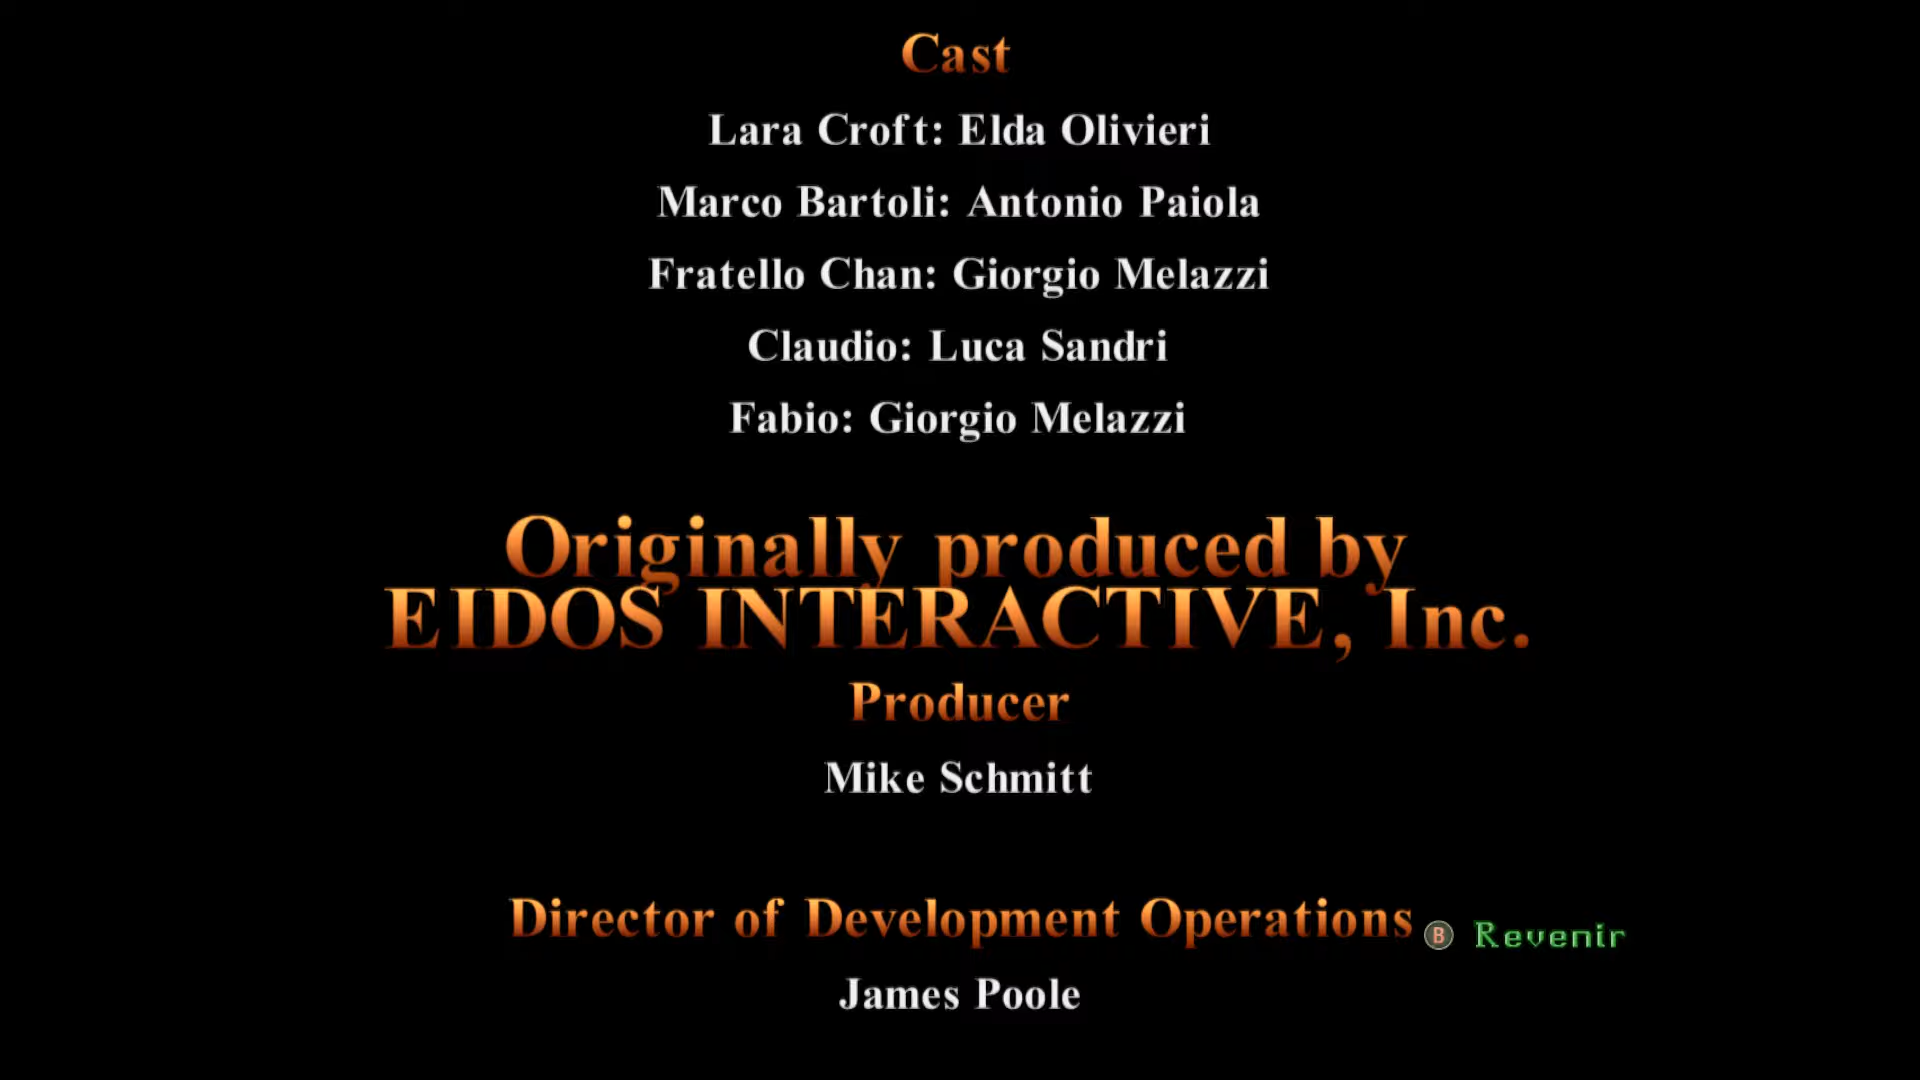 Cast
Lara Croft: Elda Olivieri
Marco Bartoli: Antonio Paiola
Fratello Chan: Giorgio Melazzi
Claudio: Luca Sandri
Fabio: Giorgio Melazzi
Originally produced by
EIDOS INTERACTIVE, Inc.
Producer
Mike Schmitt
Director of Development Operations
B Revenir
James Poole